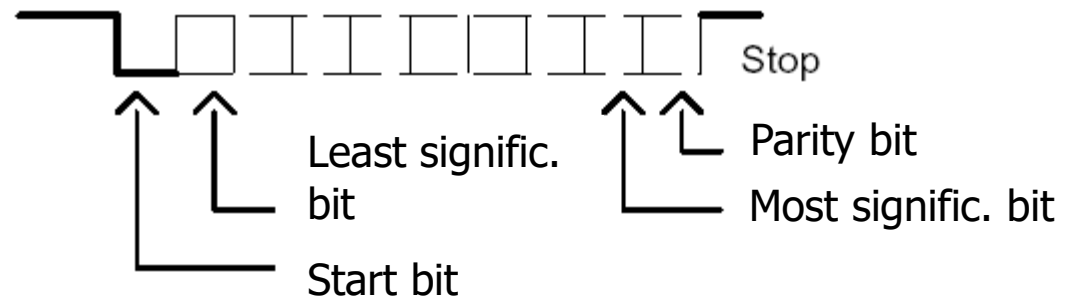 Stop
Least signific.
bit
Parity bit
Most signific. bit
Start bit